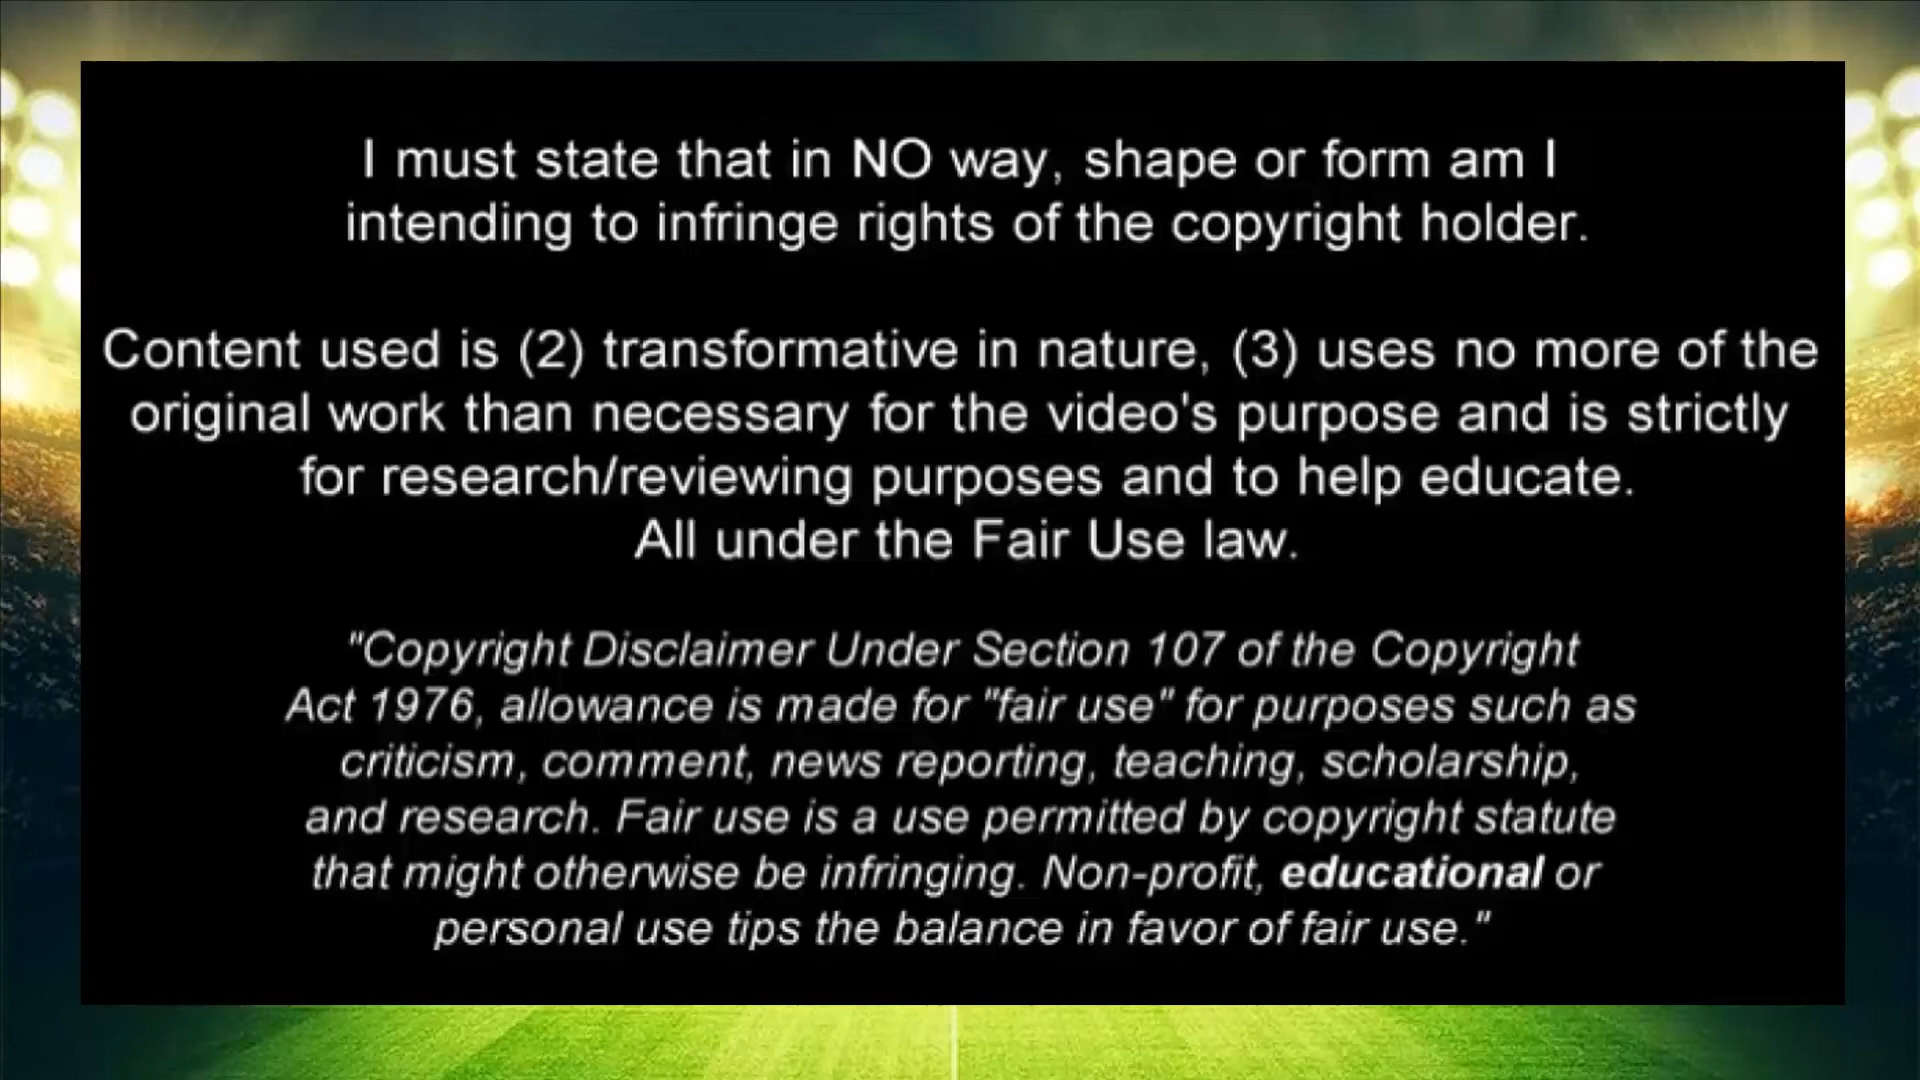 I must state that in NO way, shape or form am I
intending to infringe rights of the copyright holder.
Content used is (2) transformative in nature, (3) uses no more of the
original work than necessary for the video's purpose and is strictly
for research/reviewing purposes and to help educate.
All under the Fair Use law.
"Copyright Disclaimer Under Section 107 of the Copyright
Act 1976, allowance is made for "fair use" for purposes such as
criticism, comment, news reporting, teaching, scholarship,
and research. Fair use is a use permitted by copyright statute
that might otherwise be infringing. Non-profit, educational or
personal use tips the balance in favor of fair use."